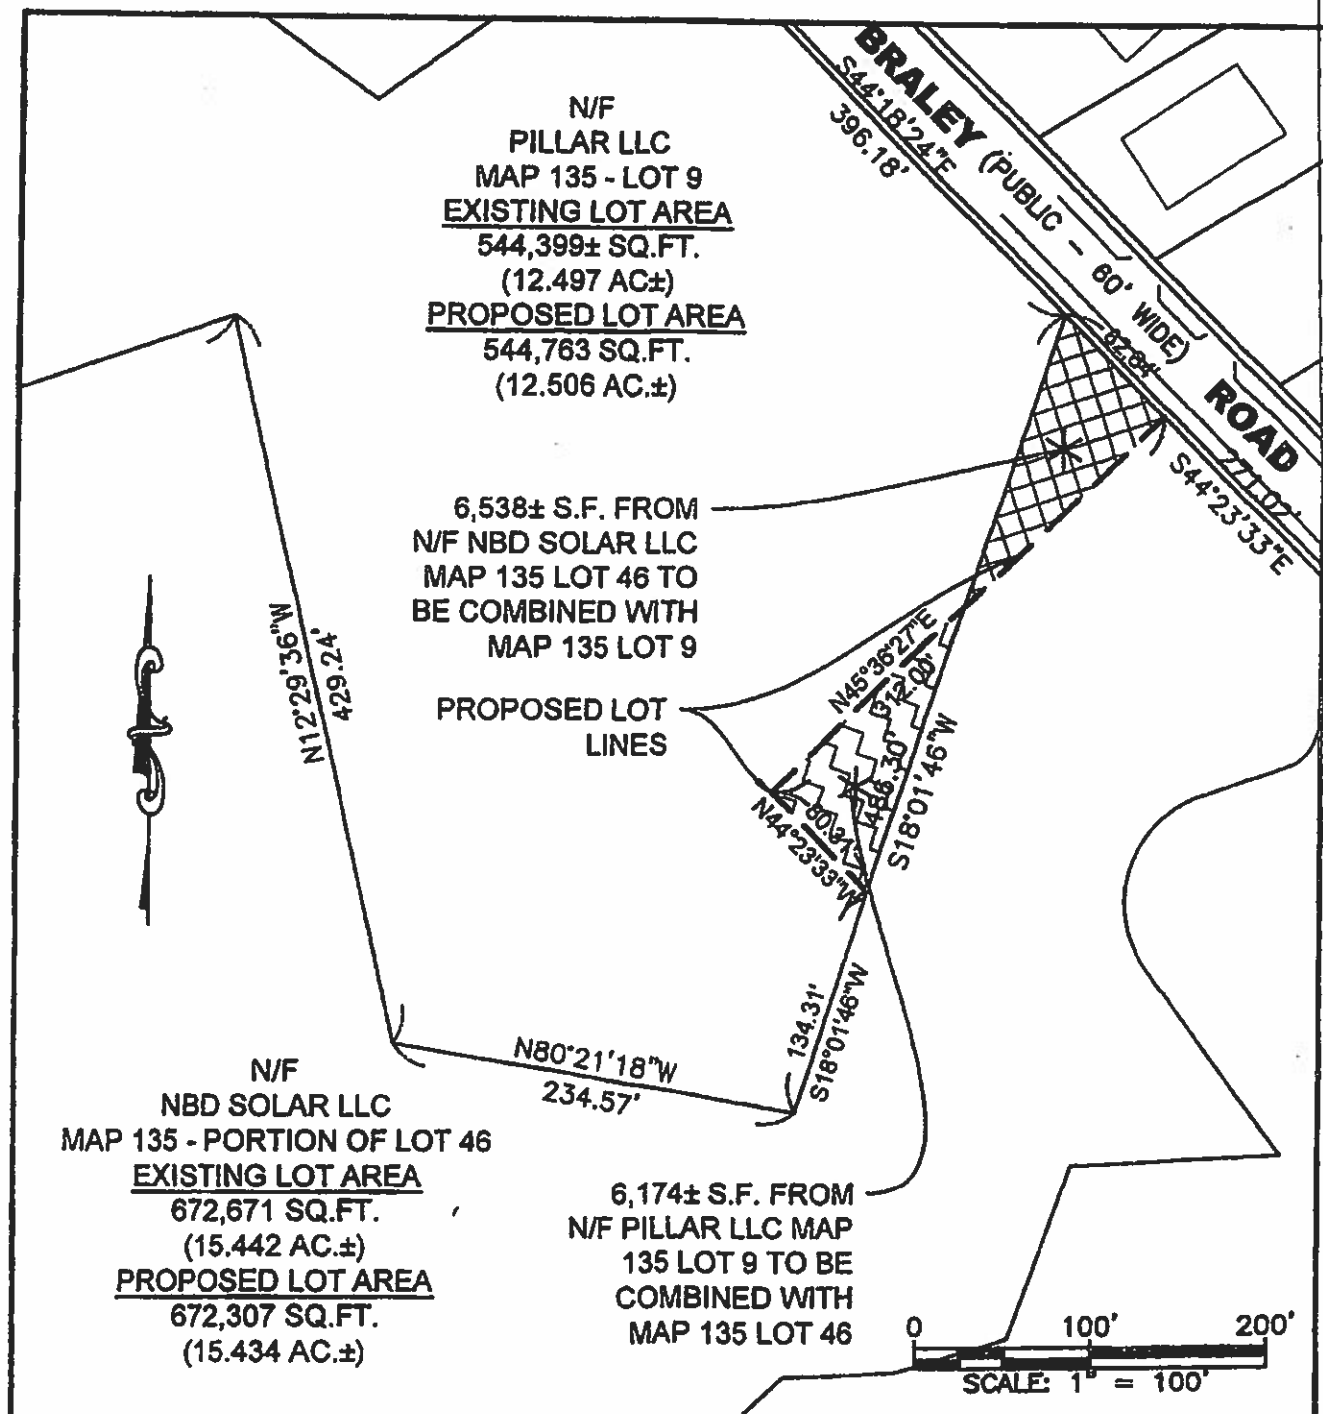 BRALEY (PUBLIC - 60' WIDE) ROAD
S44°18'24"E
396.18'
82.84'
271.02'
S44°23'33"E
N/F
PILLAR LLC
MAP 135 - LOT 9
EXISTING LOT AREA
544,399± SQ.FT.
(12.497 AC±)
PROPOSED LOT AREA
544,763 SQ.FT.
(12.506 AC.±)
6,538± S.F. FROM
N/F NBD SOLAR LLC
MAP 135 LOT 46 TO
BE COMBINED WITH
MAP 135 LOT 9
PROPOSED LOT
LINES
N12°29'36"W
429.24'
N45°36'27"E
312.00'
486.30'
S18°01'46"W
80.31'
N44°23'33"W
134.31'
S18°01'46"W
N80°21'18"W
234.57'
N/F
NBD SOLAR LLC
MAP 135 - PORTION OF LOT 46
EXISTING LOT AREA
672,671 SQ.FT.
(15.442 AC.±)
PROPOSED LOT AREA
672,307 SQ.FT.
(15.434 AC.±)
6,174± S.F. FROM
N/F PILLAR LLC MAP
135 LOT 9 TO BE
COMBINED WITH
MAP 135 LOT 46
0 100' 200'
SCALE: 1" = 100'